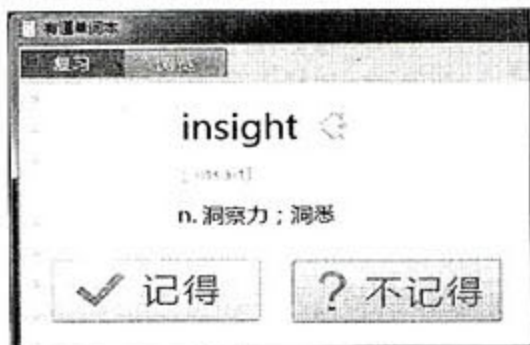 有道单词本
复习
insight
n. 洞察力；洞悉
记得
? 不记得